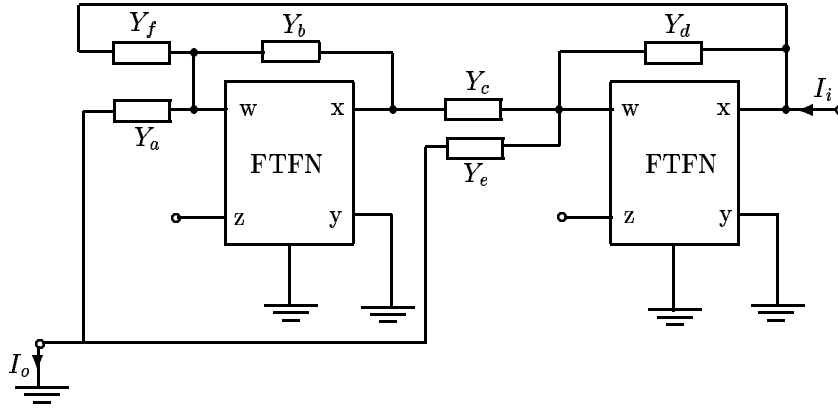 Y_f
Y_b
Y_d
Y_a
w
x
Y_c
w
x
I_i
Y_e
FTFN
FTFN
z
y
z
y
I_o